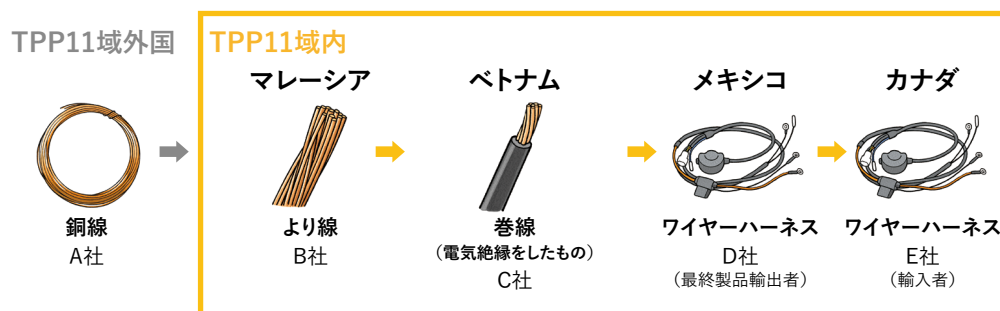 TPP11域外国
TPP11域内
マレーシア
ベトナム
メキシコ
カナダ
銅線
A社
より線
B社
巻線
（電気絶縁をしたもの）
C社
ワイヤーハーネス
D社
（最終製品輸出者）
ワイヤーハーネス
E社
（輸入者）